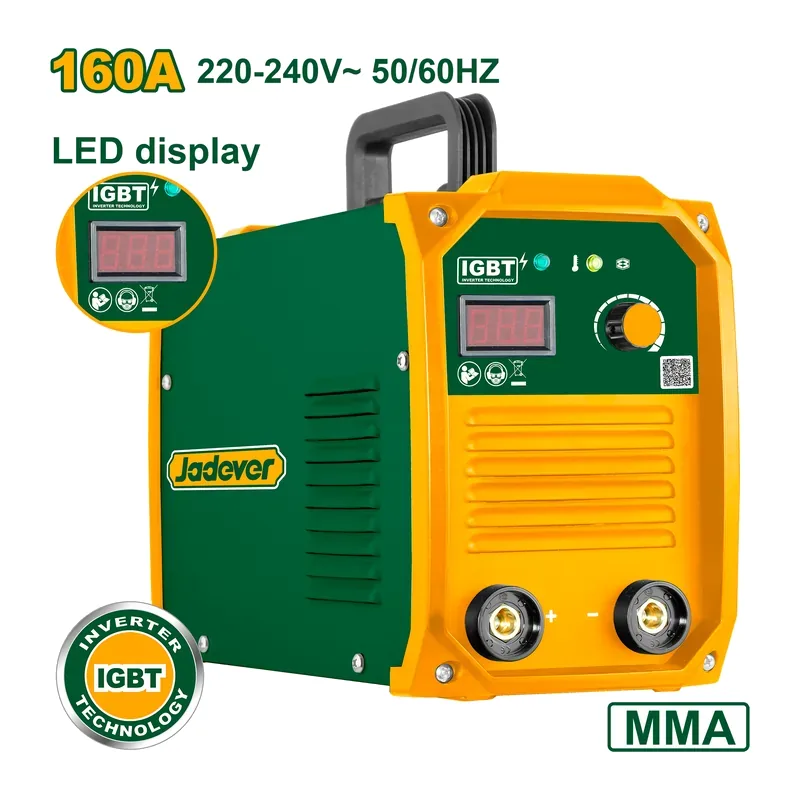 160A 220-240V~ 50/60HZ
LED display
IGBT
INVERTER TECHNOLOGY
IGBT
INVERTER TECHNOLOGY
Jadever
+ -
INVERTER
IGBT
TECHNOLOGY
MMA